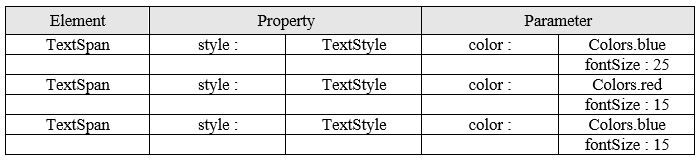 Element Property Parameter
TextSpan style : TextStyle color : Colors.blue
fontSize : 25
TextSpan style : TextStyle color : Colors.red
fontSize : 15
TextSpan style : TextStyle color : Colors.blue
fontSize : 15